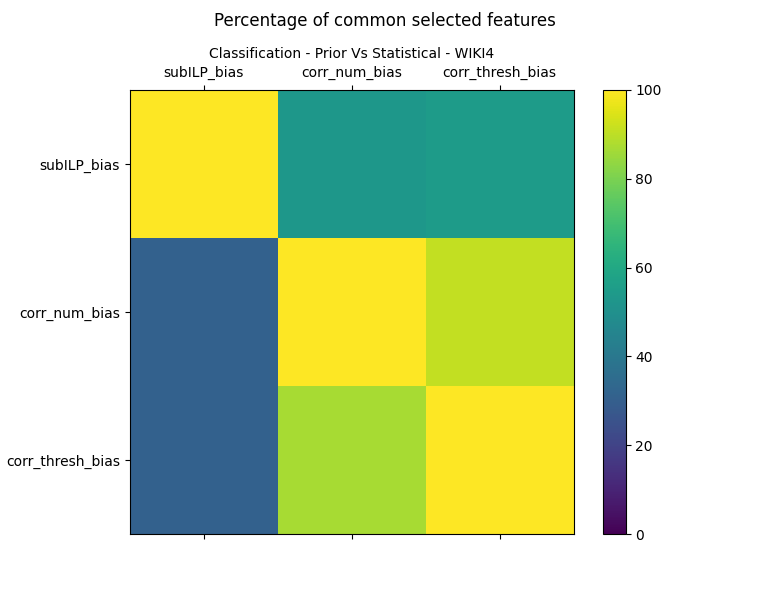 Percentage of common selected features
Classification - Prior Vs Statistical - WIKI4
subILP_bias corr_num_bias corr_thresh_bias
subILP_bias
corr_num_bias
corr_thresh_bias
100
80
60
40
20
0